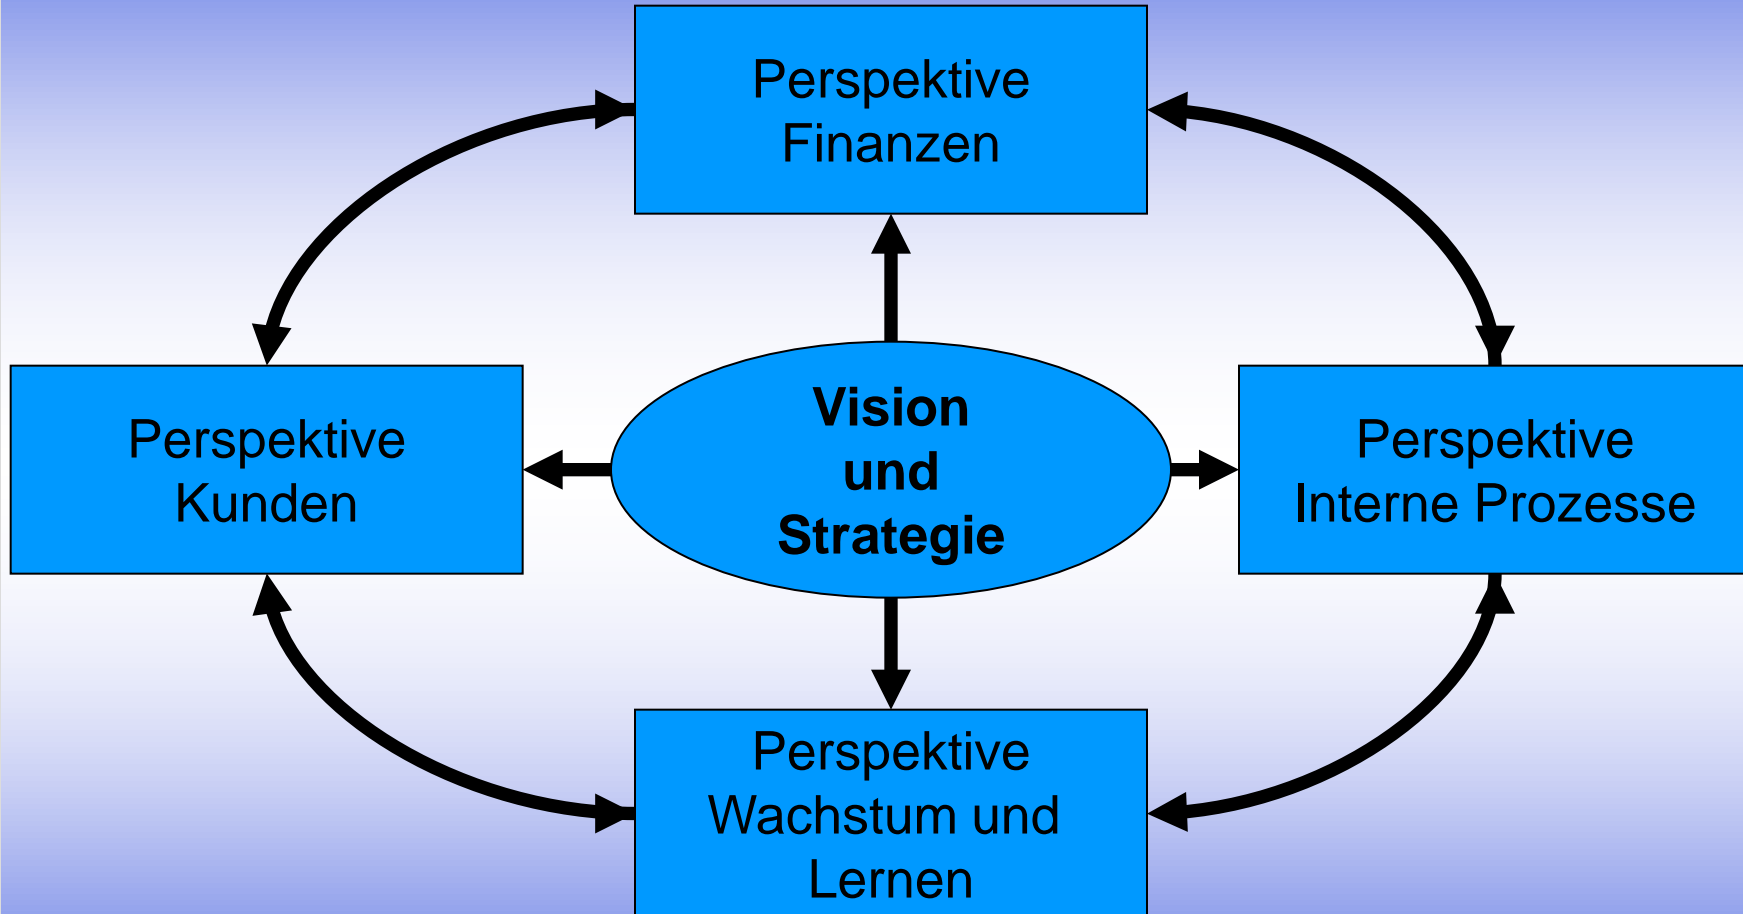 Perspektive
Finanzen
Perspektive
Kunden
Vision
und
Strategie
Perspektive
Interne Prozesse
Perspektive
Wachstum und
Lernen